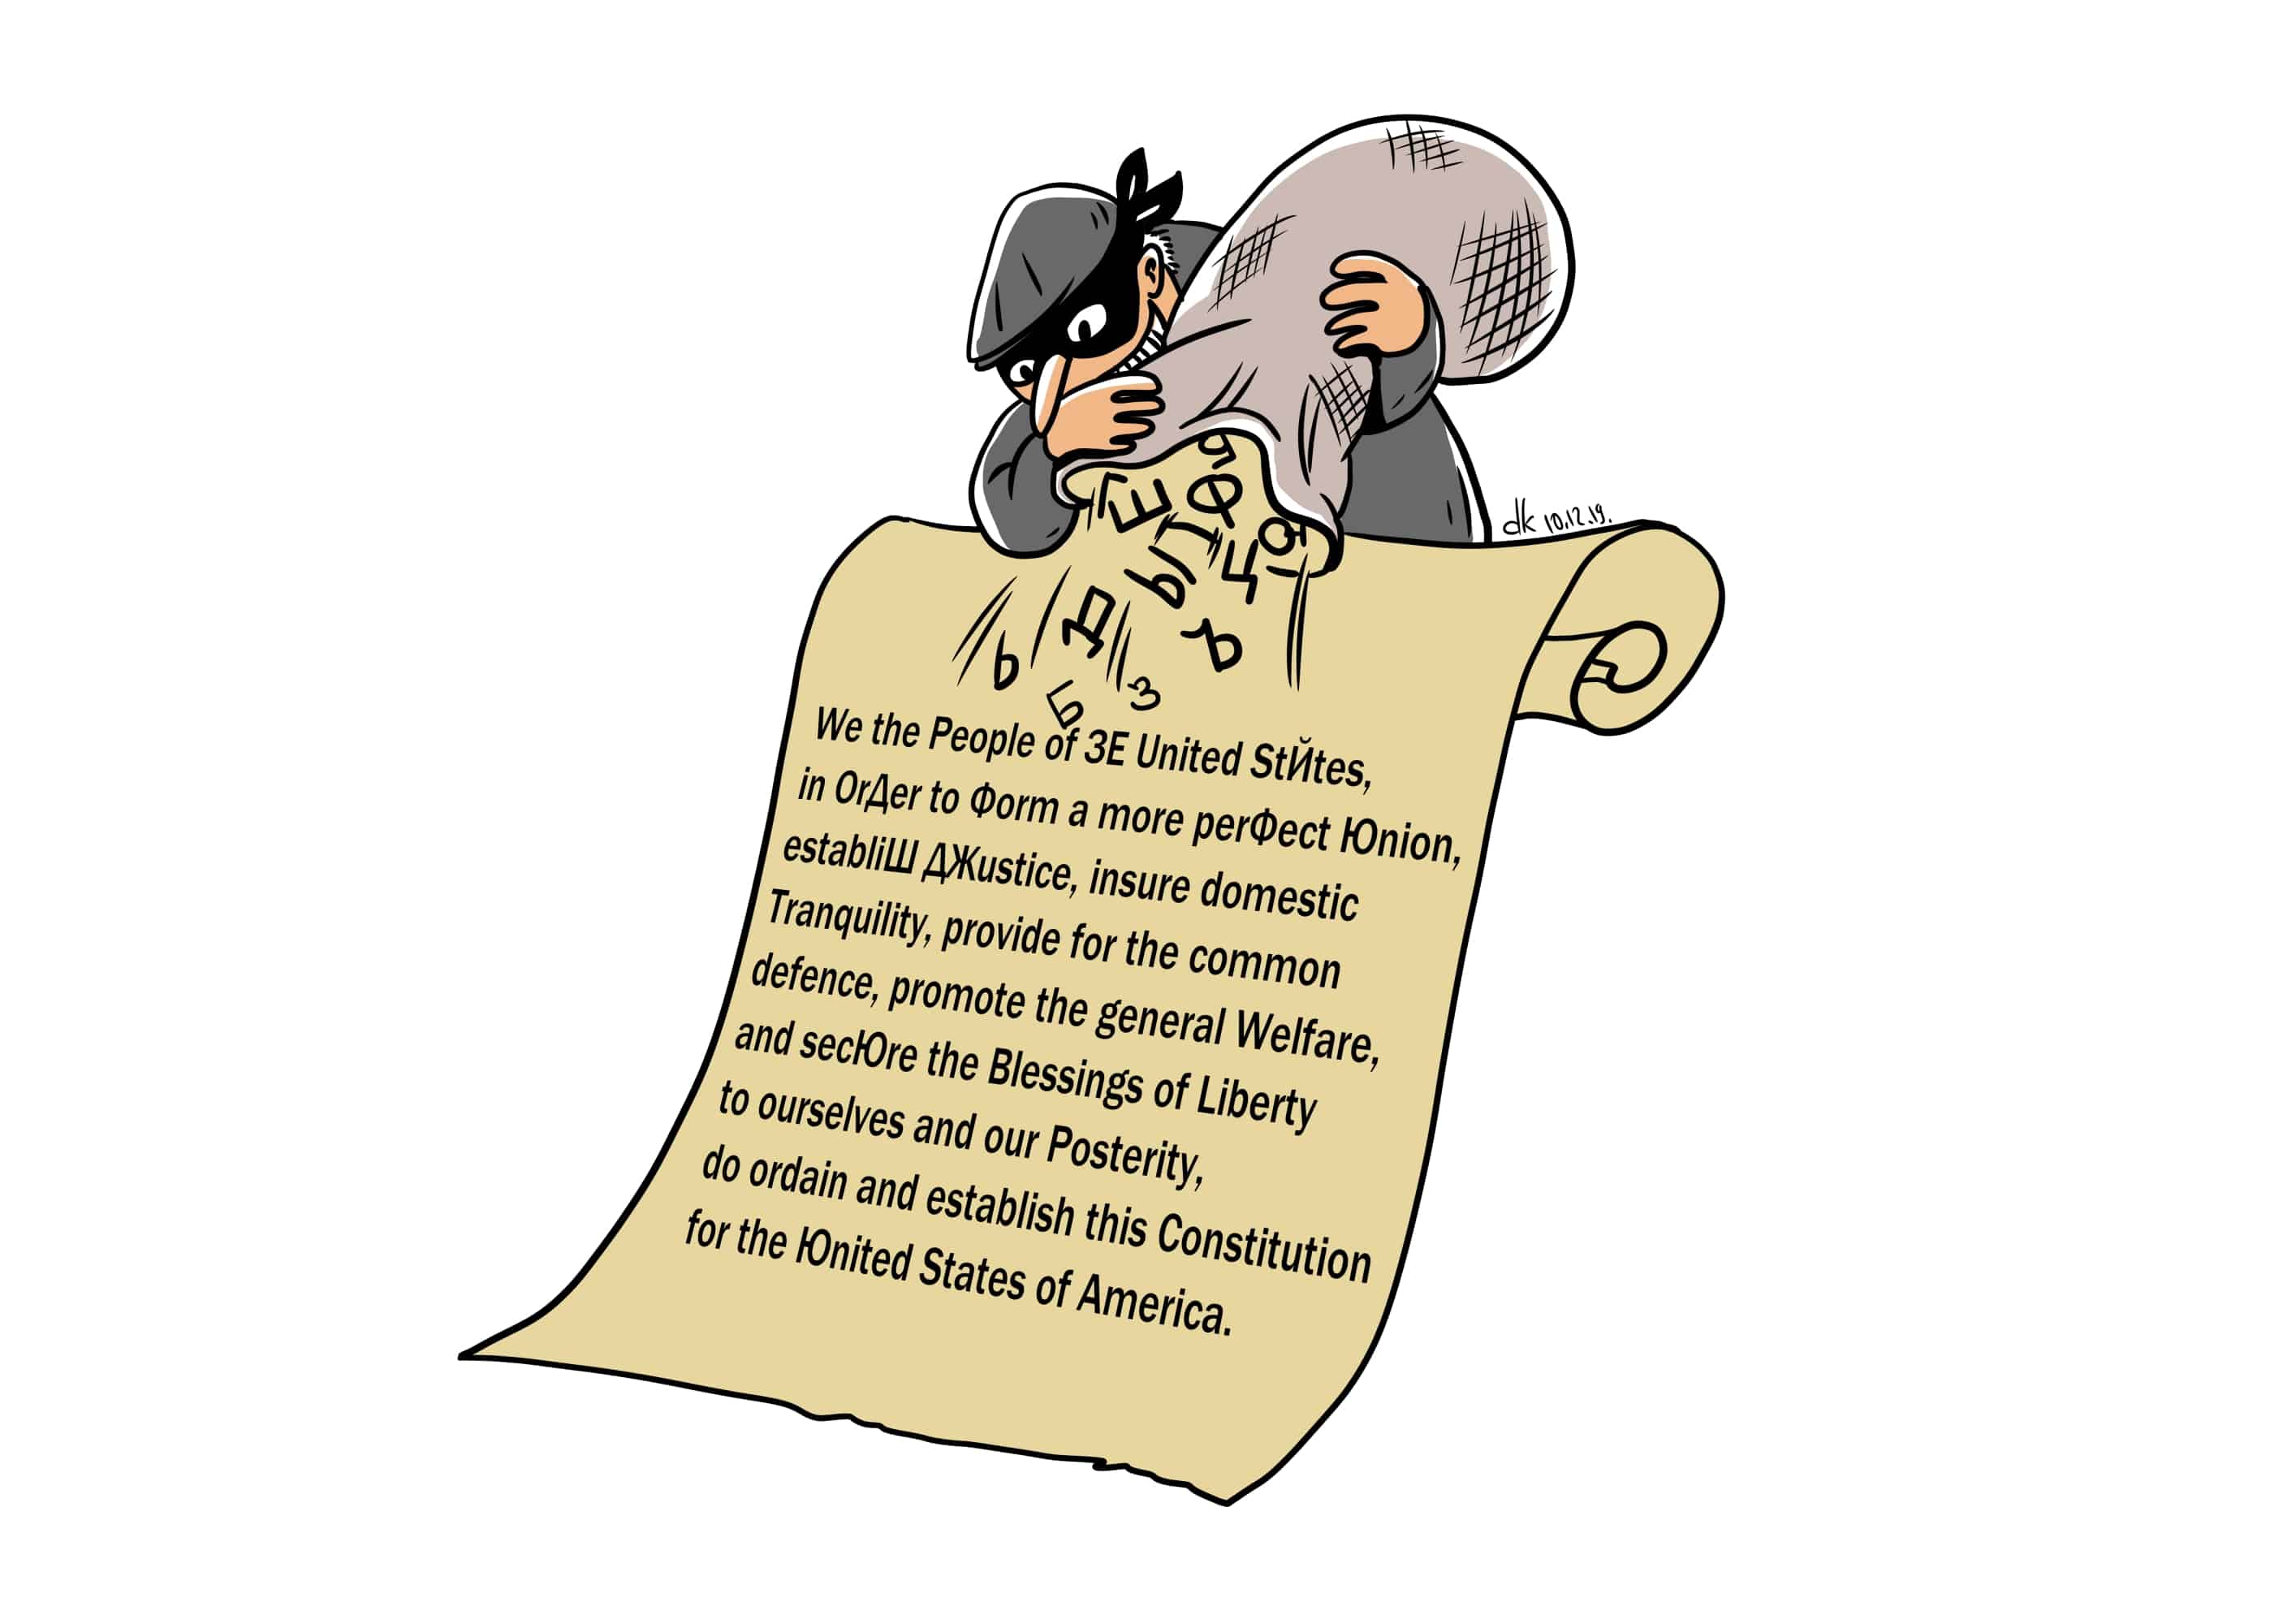 dk 10.12.19.
Ё Ф
Ы Ц
Д
Ь Ъ
Б З
We the People of ЗЕ United StЙtes,
in OrДer to Фorm a more perФect Юnion,
establiШ ДЖustice, insure domestic
Tranquility, provide for the common
defence, promote the general Welfare,
and secЮre the Blessings of Liberty
to ourselves and our Posterity,
do ordain and establish this Constitution
for the Юnited States of America.